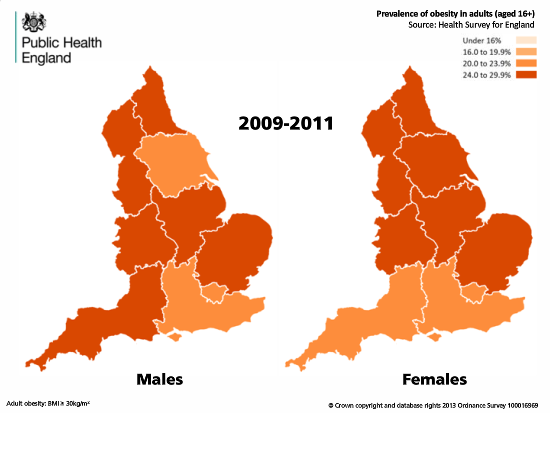 Public Health
England
Prevalence of obesity in adults (aged 16+)
Source: Health Survey for England
Under 16%
16.0 to 19.9%
20.0 to 23.9%
24.0 to 29.9%
2009-2011
Males
Females
Adult obesity: BMI ≥ 30kg/m²
© Crown copyright and database rights 2013 Ordnance Survey 100016969